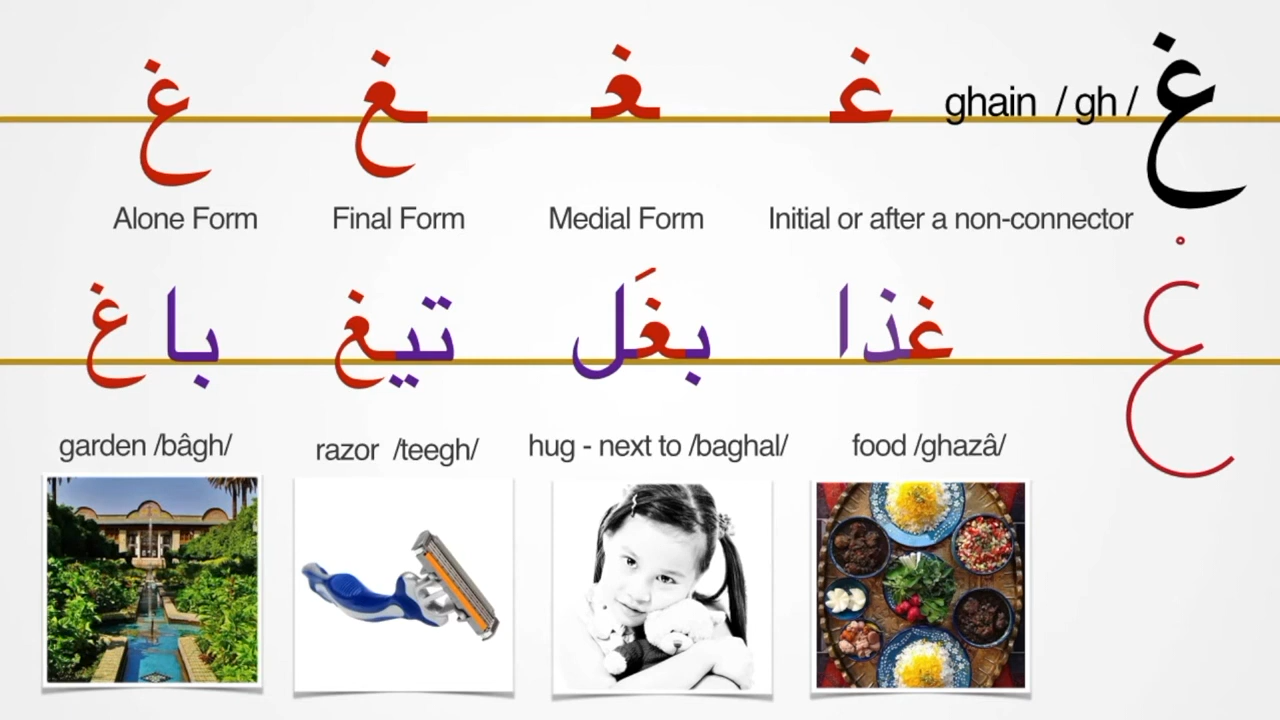 غ ghain / gh / غ‍ ‍غ‍ ‍غ غ
Initial or after a non-connector Medial Form Final Form Alone Form
غذا بغَل تیغ باغ
food /ghazâ/ hug - next to /baghal/ razor /teegh/ garden /bâgh/